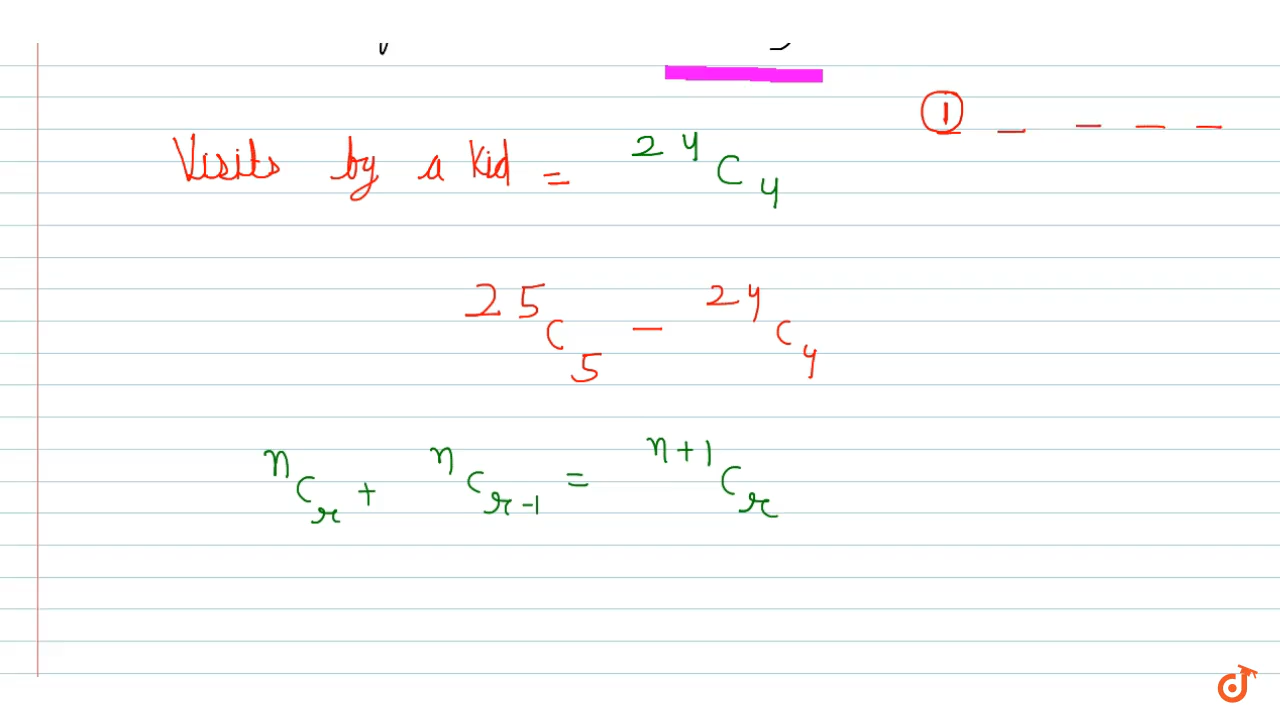 ① _ _ _ _
Visits by a Kid = ²⁴C₄
²⁵C₅ − ²⁴C₄
ⁿCᵣ + ⁿCᵣ₋₁ = ⁿ⁺¹Cᵣ